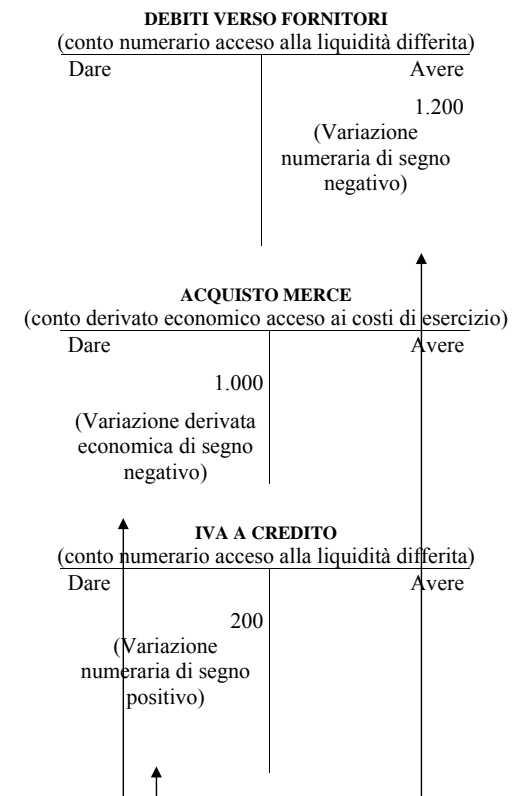 DEBITI VERSO FORNITORI
(conto numerario acceso alla liquidità differita)
Dare Avere
1.200
(Variazione
numeraria di segno
negativo)
ACQUISTO MERCE
(conto derivato economico acceso ai costi di esercizio)
Dare Avere
1.000
(Variazione derivata
economica di segno
negativo)
IVA A CREDITO
(conto numerario acceso alla liquidità differita)
Dare Avere
200
(Variazione
numeraria di segno
positivo)